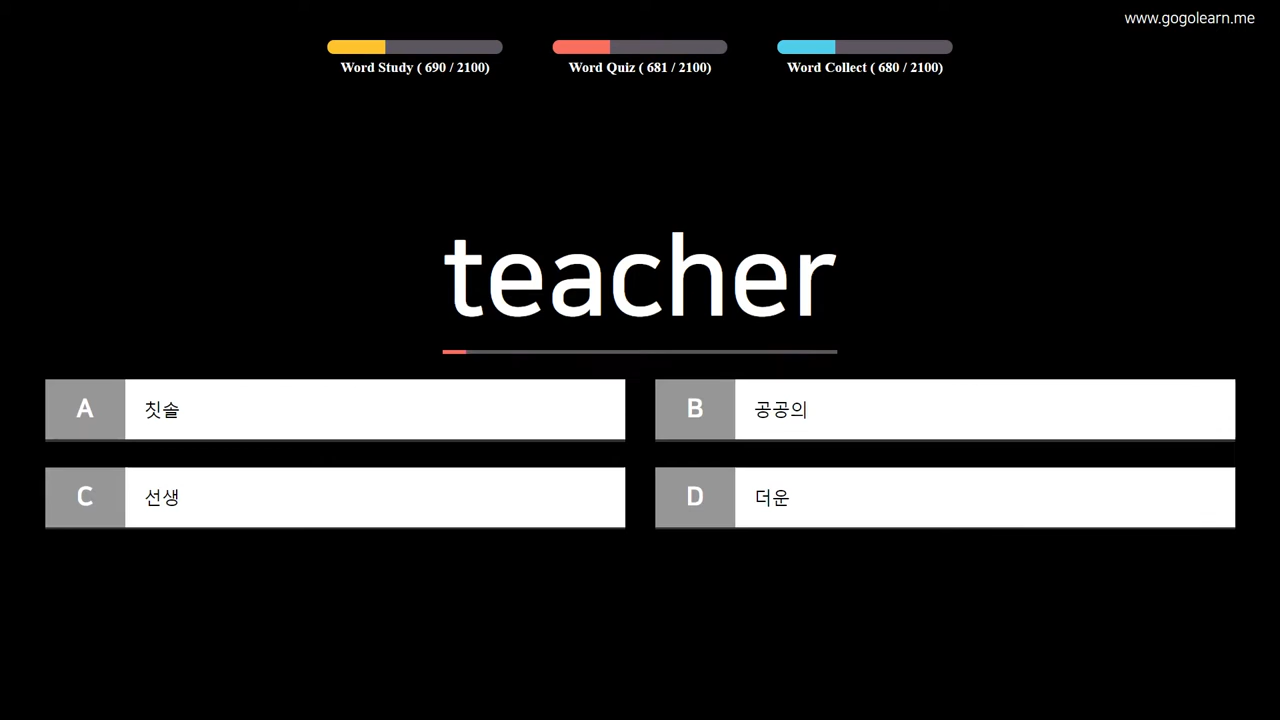 www.gogolearn.me
Word Study ( 690 / 2100)
Word Quiz ( 681 / 2100)
Word Collect ( 680 / 2100)
teacher
A 칫솔
B 공공의
C 선생
D 더운